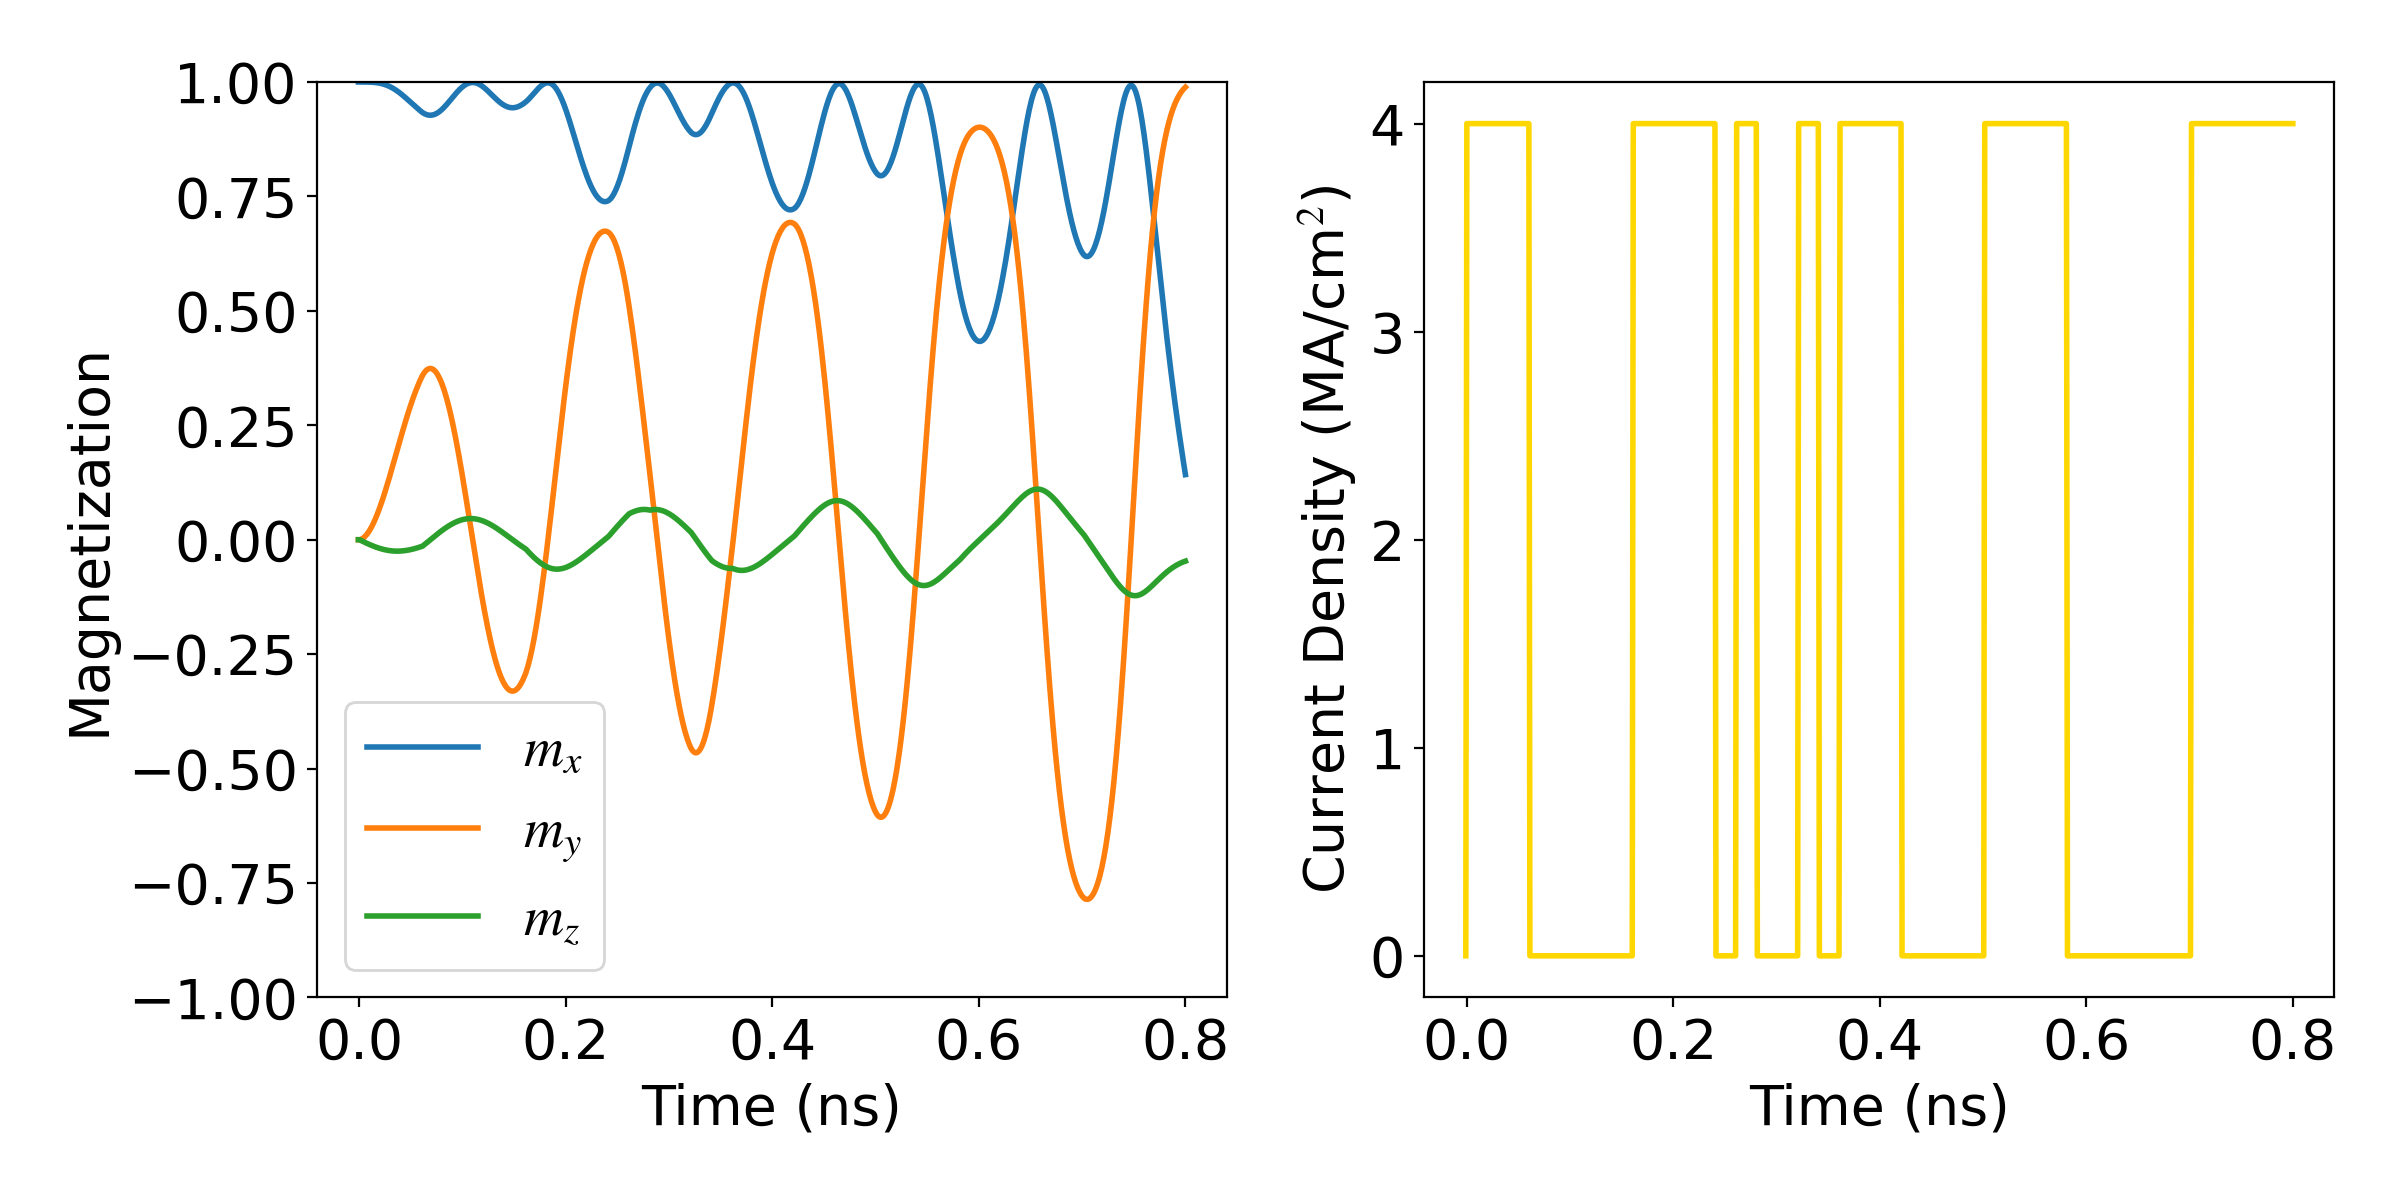 Magnetization
1.00
0.75
0.50
0.25
0.00
−0.25
−0.50
−0.75
−1.00
m_x
m_y
m_z
0.0 0.2 0.4 0.6 0.8
Time (ns)
Current Density (MA/cm²)
4
3
2
1
0
0.0 0.2 0.4 0.6 0.8
Time (ns)